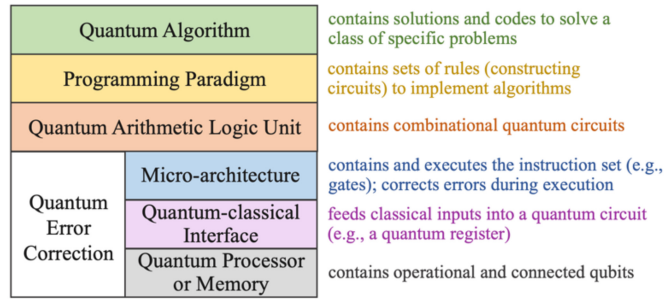 Quantum Algorithm
contains solutions and codes to solve a
class of specific problems
Programming Paradigm
contains sets of rules (constructing
circuits) to implement algorithms
Quantum Arithmetic Logic Unit
contains combinational quantum circuits
Quantum
Error
Correction
Micro-architecture
contains and executes the instruction set (e.g.,
gates); corrects errors during execution
Quantum-classical
Interface
feeds classical inputs into a quantum circuit
(e.g., a quantum register)
Quantum Processor
or Memory
contains operational and connected qubits